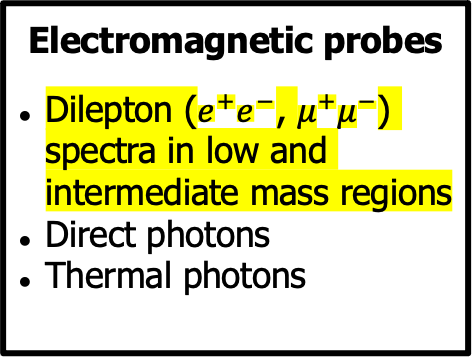 Electromagnetic probes
• Dilepton (e⁺e⁻, μ⁺μ⁻)
spectra in low and
intermediate mass regions
• Direct photons
• Thermal photons